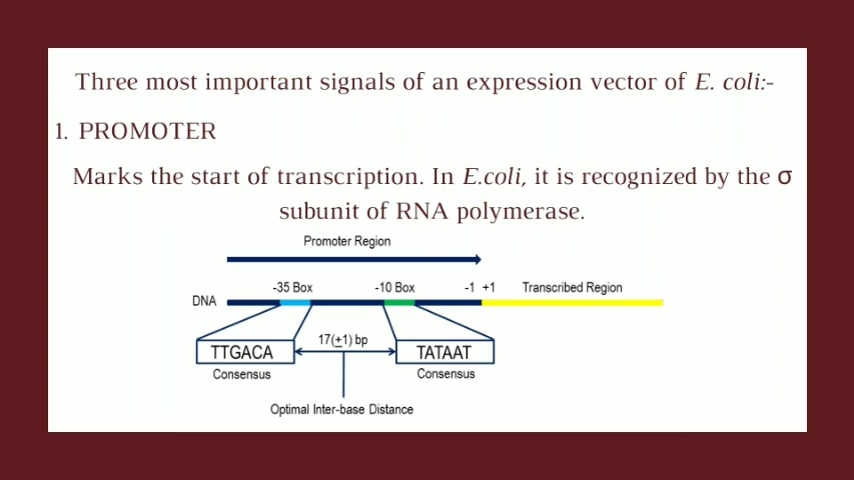 Three most important signals of an expression vector of E. coli:-
1. PROMOTER
Marks the start of transcription. In E.coli, it is recognized by the σ
subunit of RNA polymerase.
Promoter Region
-35 Box -10 Box -1 +1 Transcribed Region
DNA
17(±1) bp
TTGACA TATAAT
Consensus Consensus
Optimal Inter-base Distance